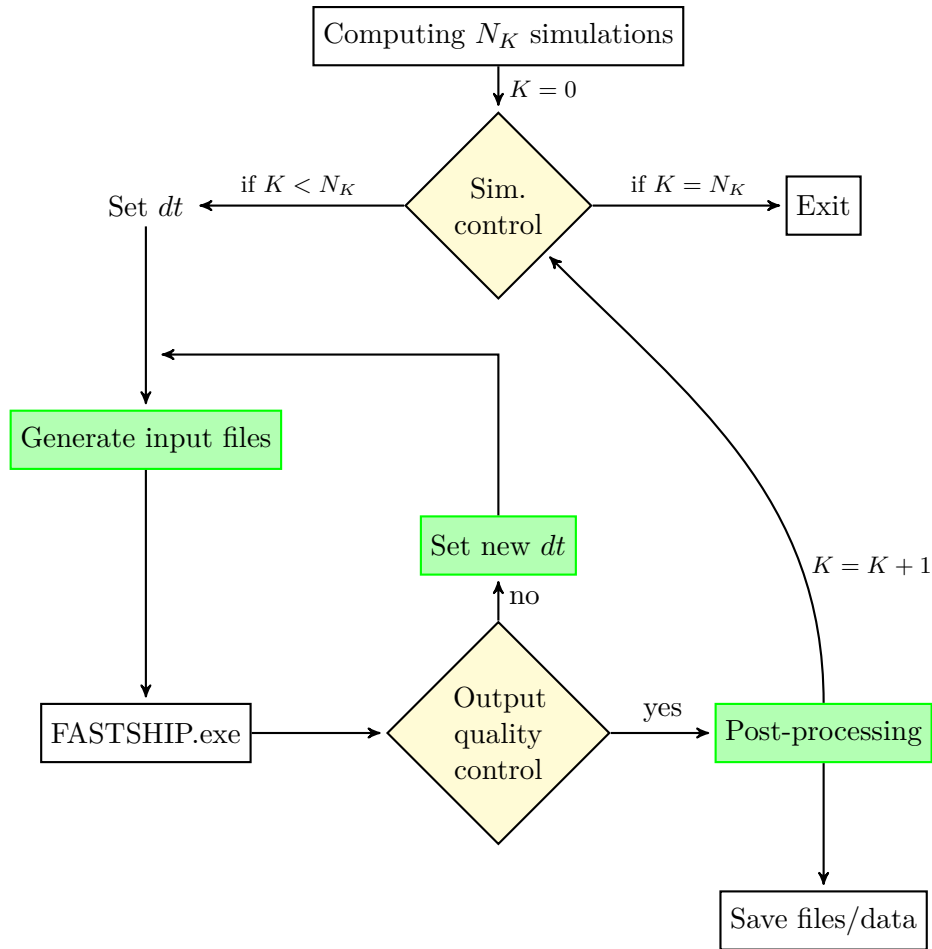 Computing N_K simulations
K = 0
if K < N_K
if K = N_K
Set dt
Sim.
control
Exit
Generate input files
Set new dt
K = K + 1
no
Output
quality
control
yes
FASTSHIP.exe
Post-processing
Save files/data